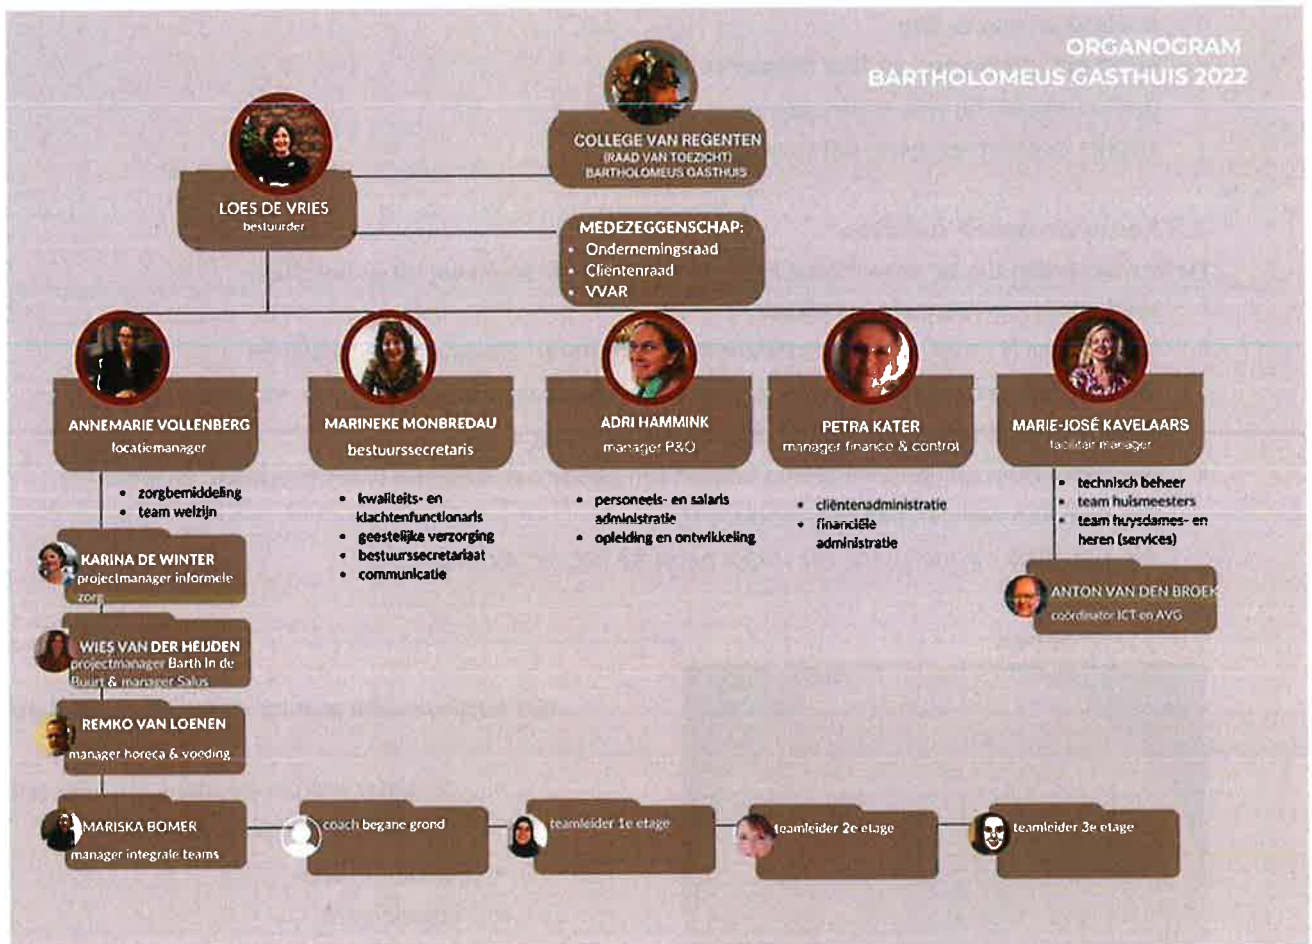 ORGANOGRAM
BARTHOLOMEUS GASTHUIS 2022
COLLEGE VAN REGENTEN
(RAAD VAN TOEZICHT)
BARTHOLOMEUS GASTHUIS
LOES DE VRIES
bestuurder
MEDEZEGGENSCHAP:
• Ondernemingsraad
• Cliëntenraad
• VVAR
ANNEMARIE VOLLENBERG
locatiemanager
• zorgbemiddeling
• team welzijn
MARINEKE MONBREDAU
bestuurssecretaris
• kwaliteits- en
klachtenfunctionaris
• geestelijke verzorging
• bestuurssecretariaat
• communicatie
ADRI HAMMINK
manager P&O
• personeels- en salaris
administratie
• opleiding en ontwikkeling
PETRA KATER
manager finance & control
• cliëntenadministratie
• financiële
administratie
MARIE-JOSÉ KAVELAARS
facilitair manager
• technisch beheer
• team huismeesters
• team huysdames- en
heren (services)
ANTON VAN DEN BROEK
coördinator ICT en AVG
KARINA DE WINTER
projectmanager informele
zorg
WIES VAN DER HEIJDEN
projectmanager Barth In de
Buurt & manager Salus
REMKO VAN LOENEN
manager horeca & voeding
MARISKA BOMER
manager integrale teams
coach begane grond
teamleider 1e etage
teamleider 2e etage
teamleider 3e etage